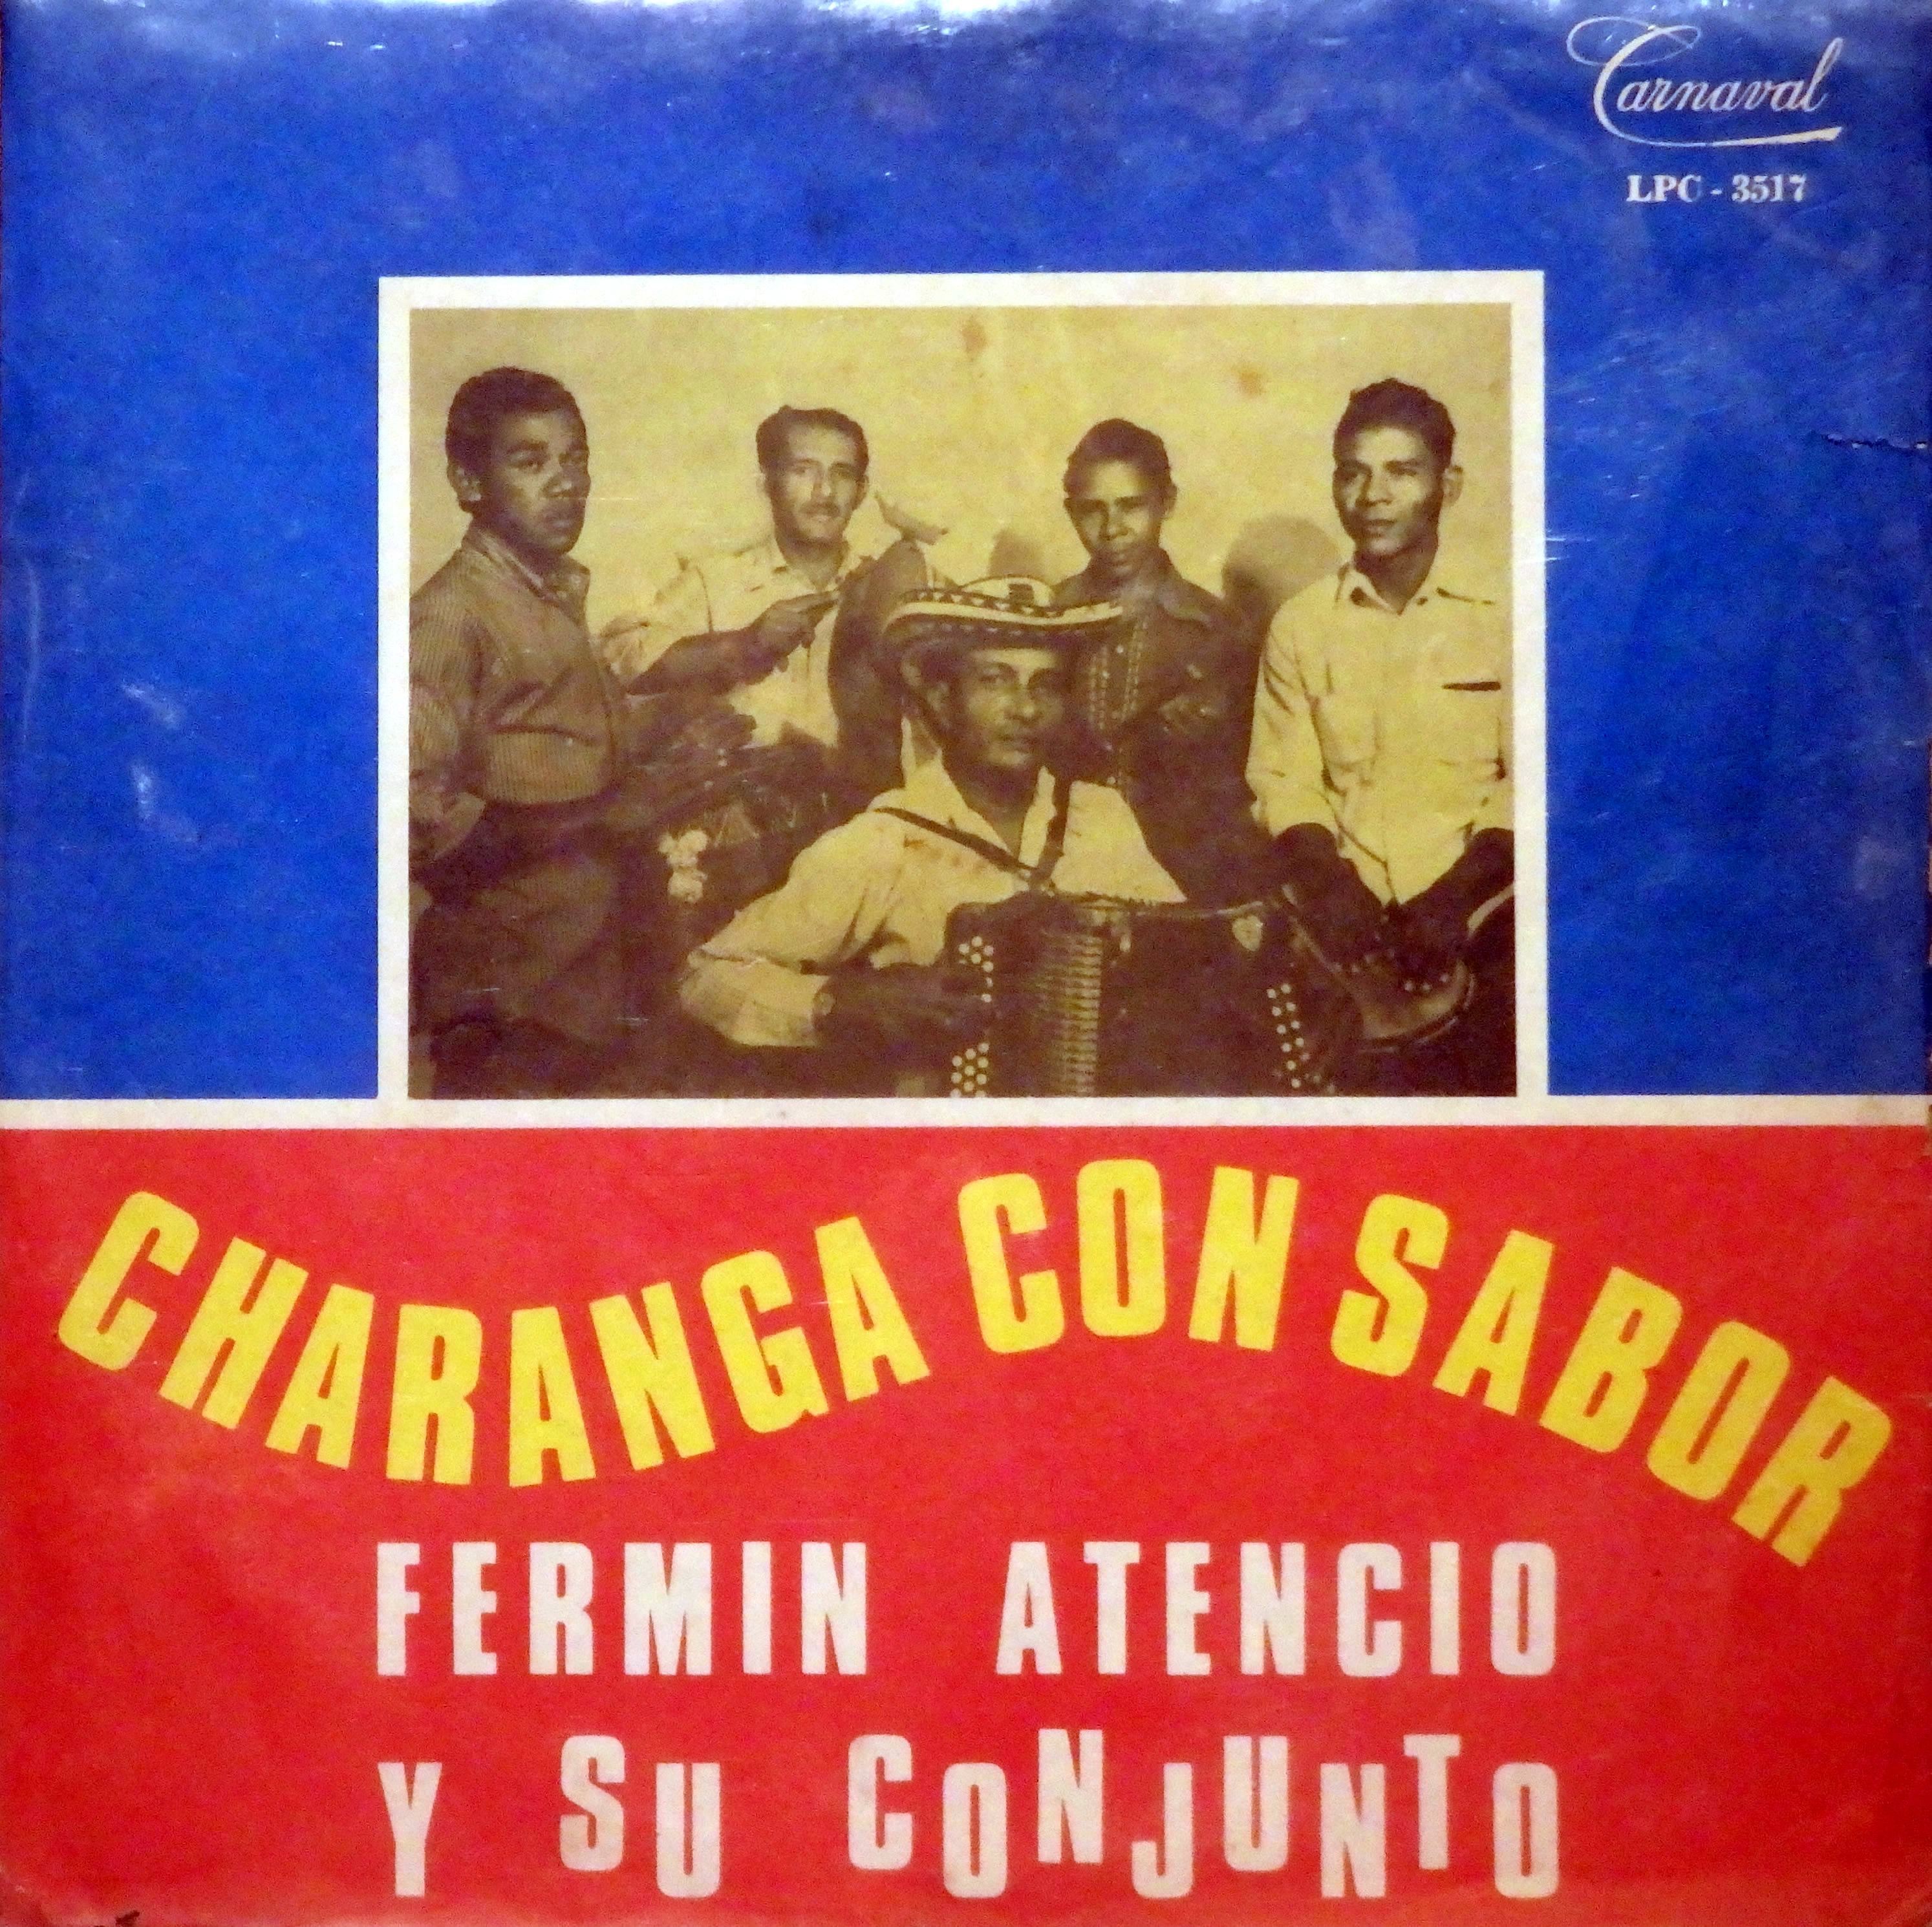 Carnaval
LPC - 3517
CHARANGA CON SABOR
FERMIN ATENCIO
Y SU CONJUNTO